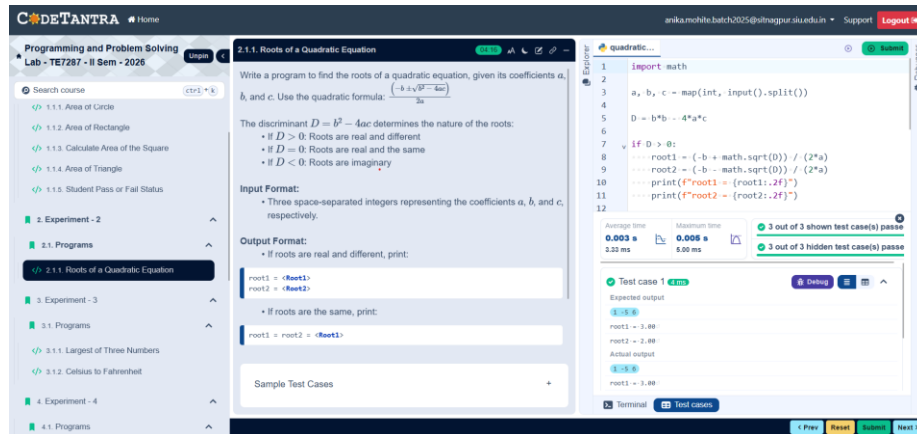 CODETANTRA Home
anika.mohite.batch2025@sitnagpur.siu.edu.in Support Logout
Programming and Problem Solving
Lab - TE7287 - II Sem - 2026
Unpin
Search course
ctrl + k
</> 1.1.1. Area of Circle
</> 1.1.2. Area of Rectangle
</> 1.1.3. Calculate Area of the Square
</> 1.1.4. Area of Triangle
</> 1.1.5. Student Pass or Fail Status
2. Experiment - 2
2.1. Programs
</> 2.1.1. Roots of a Quadratic Equation
3. Experiment - 3
3.1. Programs
</> 3.1.1. Largest of Three Numbers
</> 3.1.2. Celsius to Fahrenheit
4. Experiment - 4
4.1. Programs
2.1.1. Roots of a Quadratic Equation
04:15
Write a program to find the roots of a quadratic equation, given its coefficients a,
b, and c. Use the quadratic formula: (-b ± √b² - 4ac) / 2a
The discriminant D = b² - 4ac determines the nature of the roots:
• If D > 0: Roots are real and different
• If D = 0: Roots are real and the same
• If D < 0: Roots are imaginary
Input Format:
• Three space-separated integers representing the coefficients a, b, and c,
respectively.
Output Format:
• If roots are real and different, print:
root1 = <Root1>
root2 = <Root2>
• If roots are the same, print:
root1 = root2 = <Root1>
Sample Test Cases
+
Explorer
quadratic...
Submit
1 import math
2
3 a, b, c = map(int, input().split())
4
5 D = b*b - 4*a*c
6
7 if D > 0:
8 root1 = (-b + math.sqrt(D)) / (2*a)
9 root2 = (-b - math.sqrt(D)) / (2*a)
10 print(f"root1 = {root1:.2f}")
11 print(f"root2 = {root2:.2f}")
12
Average time
0.003 s
3.33 ms
Maximum time
0.005 s
5.00 ms
3 out of 3 shown test case(s) passe
3 out of 3 hidden test case(s) passe
Test case 1 4 ms
Debug
Expected output
1 -5 6
root1 = 3.00
root2 = 2.00
Actual output
1 -5 6
root1 = 3.00
Terminal
Test cases
< Prev
Reset
Submit
Next >